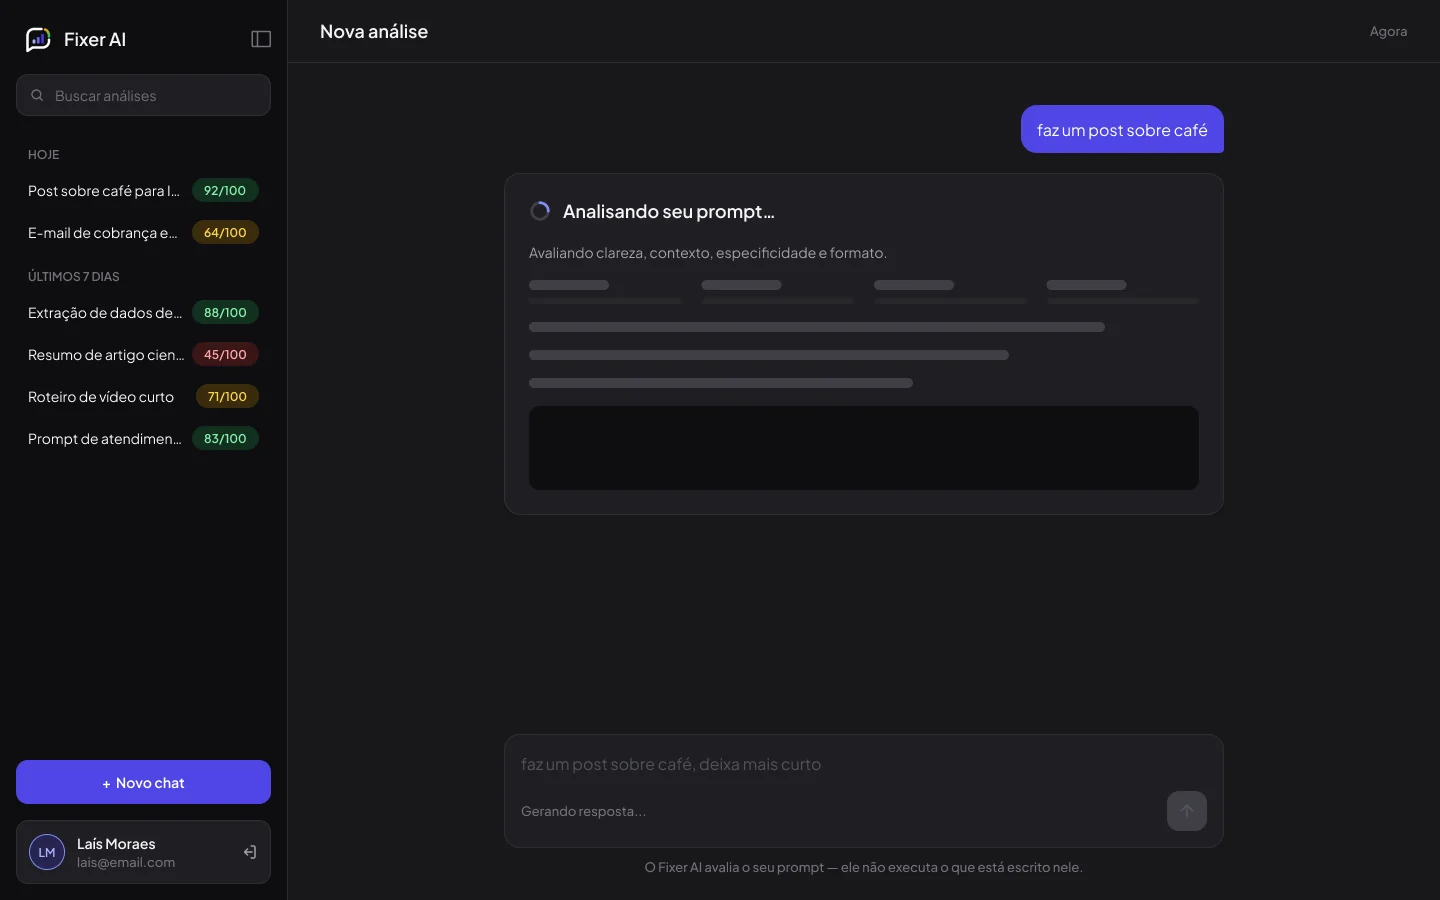 Fixer AI
Buscar análises
HOJE
Post sobre café para I... 92/100
E-mail de cobrança e... 64/100
ÚLTIMOS 7 DIAS
Extração de dados de... 88/100
Resumo de artigo cien... 45/100
Roteiro de vídeo curto 71/100
Prompt de atendimen... 83/100
+ Novo chat
LM
Laís Moraes
lais@email.com
Nova análise
Agora
faz um post sobre café
Analisando seu prompt...
Avaliando clareza, contexto, especificidade e formato.
faz um post sobre café, deixa mais curto
Gerando resposta...
O Fixer AI avalia o seu prompt — ele não executa o que está escrito nele.